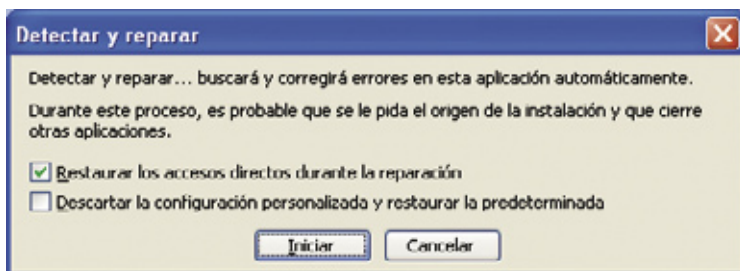 Detectar y reparar
Detectar y reparar... buscará y corregirá errores en esta aplicación automáticamente.
Durante este proceso, es probable que se le pida el origen de la instalación y que cierre
otras aplicaciones.
Restaurar los accesos directos durante la reparación
Descartar la configuración personalizada y restaurar la predeterminada
Iniciar
Cancelar